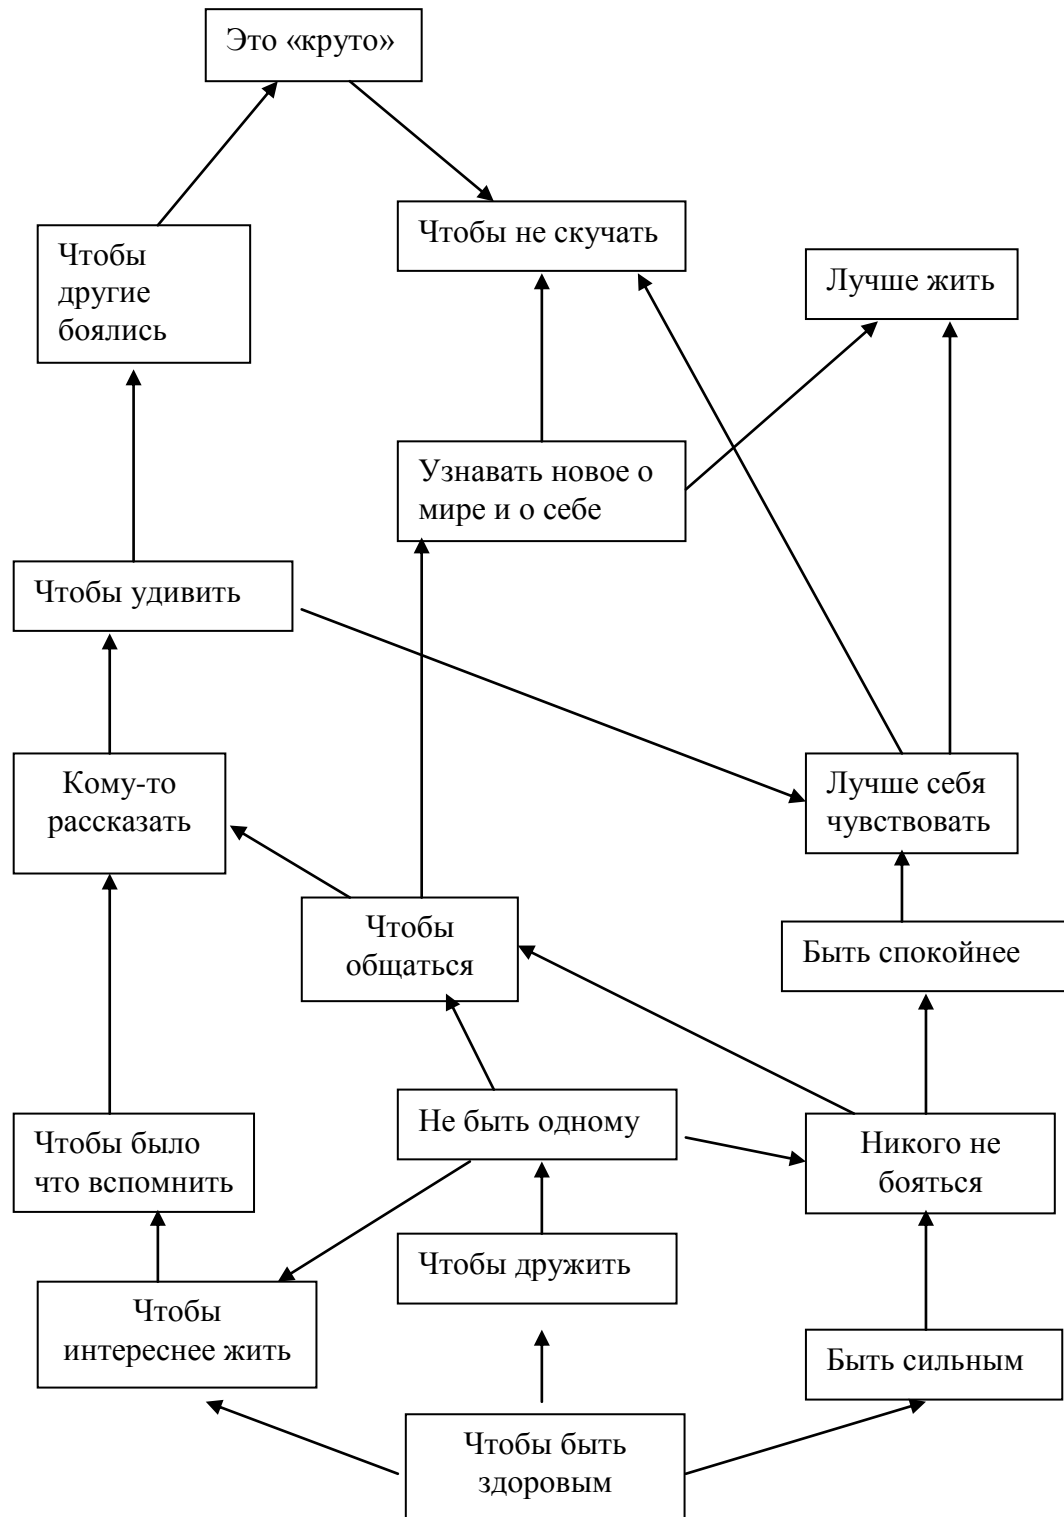 Это «круто»
Чтобы не скучать
Чтобы
другие
боялись
Лучше жить
Узнавать новое о
мире и о себе
Чтобы удивить
Кому-то
рассказать
Лучше себя
чувствовать
Чтобы
общаться
Быть спокойнее
Не быть одному
Чтобы было
что вспомнить
Никого не
бояться
Чтобы дружить
Чтобы
интереснее жить
Быть сильным
Чтобы быть
здоровым